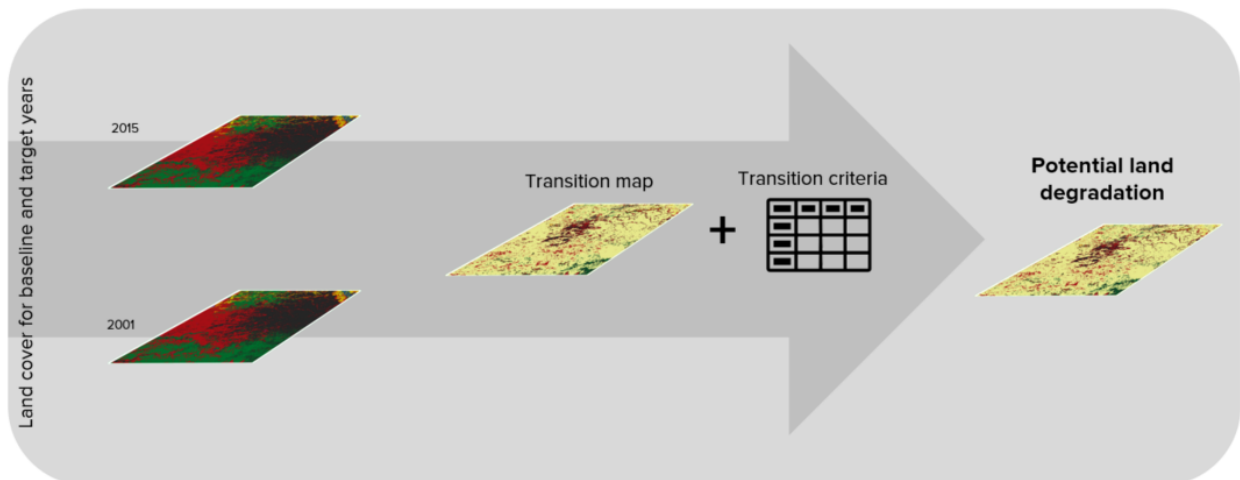 Land cover for baseline and target years
2015
2001
Transition map
+
Transition criteria
Potential land
degradation